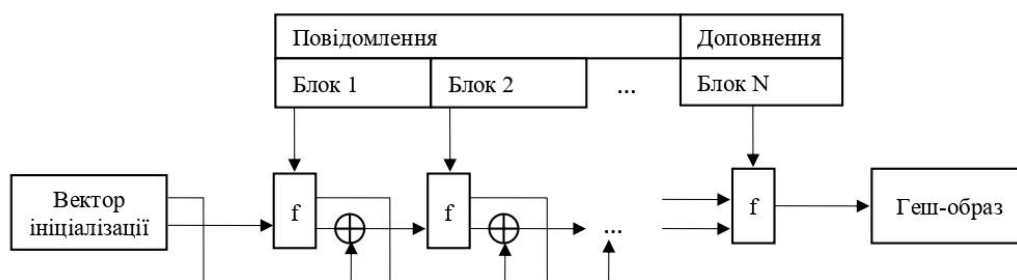 Повідомлення Доповнення
Блок 1 Блок 2 ... Блок N
Вектор
ініціалізації
f f ... f
Геш-образ